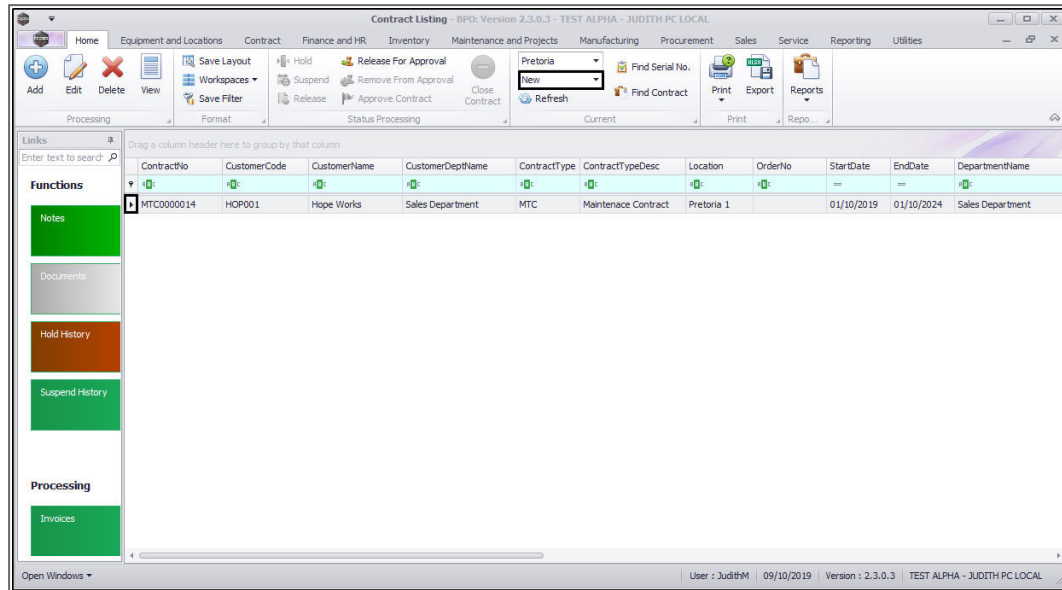 Contract Listing - BPO: Version 2.3.0.3 - TEST ALPHA - JUDITH PC LOCAL
Home Equipment and Locations Contract Finance and HR Inventory Maintenance and Projects Manufacturing Procurement Sales Service Reporting Utilities
Add Edit Delete View Save Layout Workspaces Save Filter
Hold Suspend Release Release For Approval Remove From Approval Approve Contract Close Contract
Pretoria New Refresh Find Serial No. Find Contract Print Export Reports
Processing Format Status Processing Current Print Repo...
Links
Enter text to search
Drag a column header here to group by that column
ContractNo CustomerCode CustomerName CustomerDeptName ContractType ContractTypeDesc Location OrderNo StartDate EndDate DepartmentName
= =
MTC0000014 HOP001 Hope Works Sales Department MTC Maintenace Contract Pretoria 1 01/10/2019 01/10/2024 Sales Department
Functions
Notes
Documents
Hold History
Suspend History
Processing
Invoices
Open Windows User : JudithM 09/10/2019 Version : 2.3.0.3 TEST ALPHA - JUDITH PC LOCAL